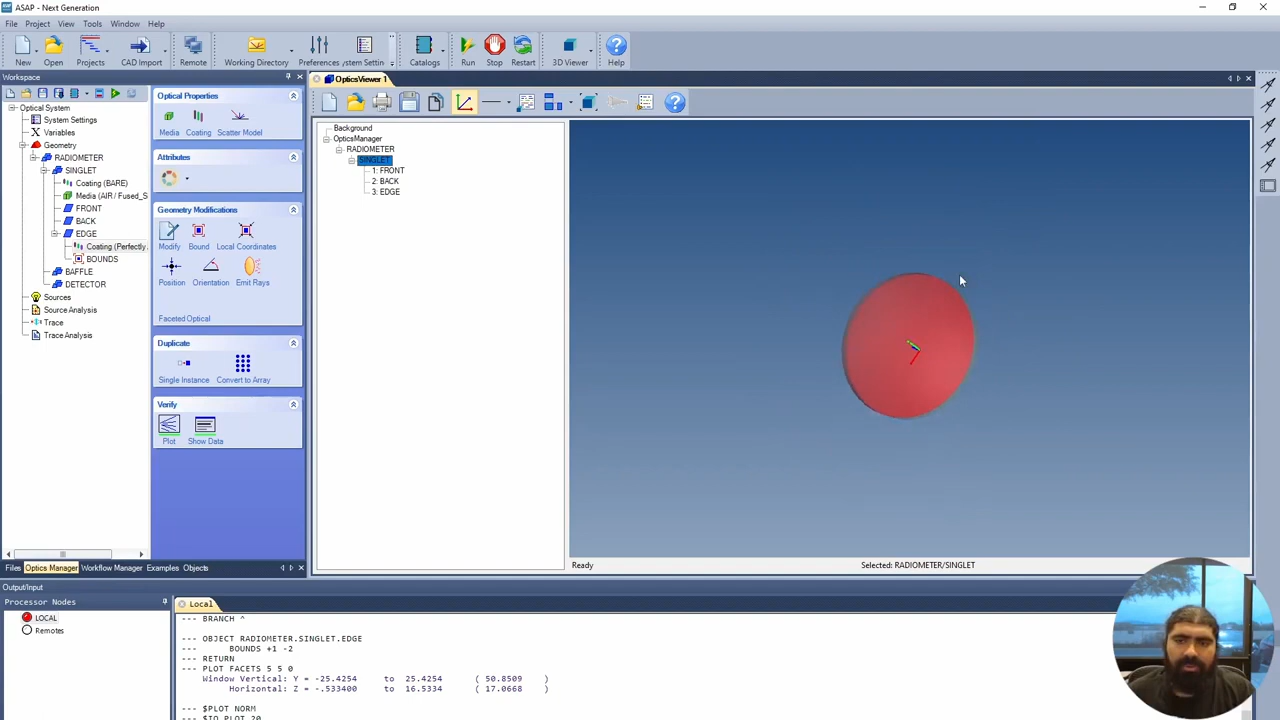 ASAP - Next Generation
File Project View Tools Window Help
New Open Projects CAD Import Remote Working Directory Preferences ystem Settin Catalogs Run Stop Restart 3D Viewer Help
STOP
Workspace
OpticsViewer 1
Optical System
System Settings
Variables
Geometry
RADIOMETER
SINGLET
Coating (BARE)
Media (AIR / Fused_S
FRONT
BACK
EDGE
Coating (Perfectly
BOUNDS
BAFFLE
DETECTOR
Sources
Source Analysis
Trace
Trace Analysis
Optical Properties
Media Coating Scatter Model
Attributes
Geometry Modifications
Modify Bound Local Coordinates
Position Orientation Emit Rays
Faceted Optical
Duplicate
Single Instance Convert to Array
Verify
Plot Show Data
Background
OpticsManager
RADIOMETER
SINGLET
1: FRONT
2: BACK
3: EDGE
Files Optics Manager Workflow Manager Examples Objects
Ready Selected: RADIOMETER/SINGLET
Output/Input
Processor Nodes
LOCAL
Remotes
Local
--- BRANCH ^
---
--- OBJECT RADIOMETER.SINGLET.EDGE
--- BOUNDS +1 -2
--- RETURN
--- PLOT FACETS 5 5 0
Window Vertical: Y = -25.4254 to 25.4254 ( 50.8509 )
Horizontal: Z = -.533400 to 16.5334 ( 17.0668 )
--- $PLOT NORM
--- $IO PLOT 20